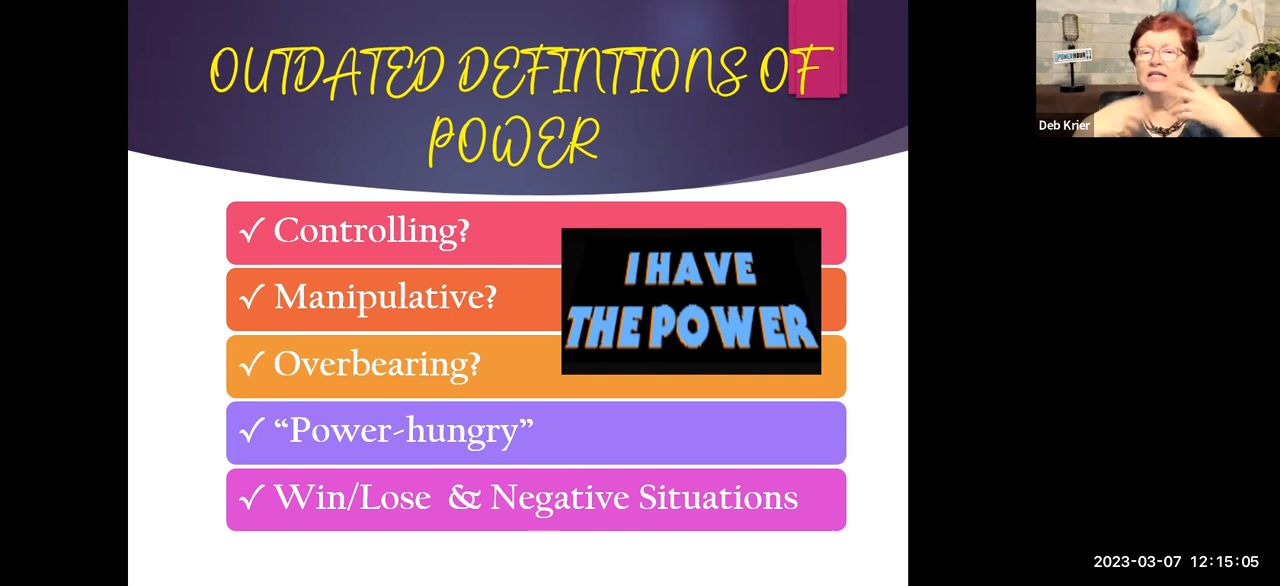 OUTDATED DEFINTIONS OF
POWER
✓ Controlling?
✓ Manipulative?
✓ Overbearing?
✓ “Power-hungry”
✓ Win/Lose & Negative Situations
I HAVE
THE POWER
POWERHOUR
Deb Krier
2023-03-07 12:15:05